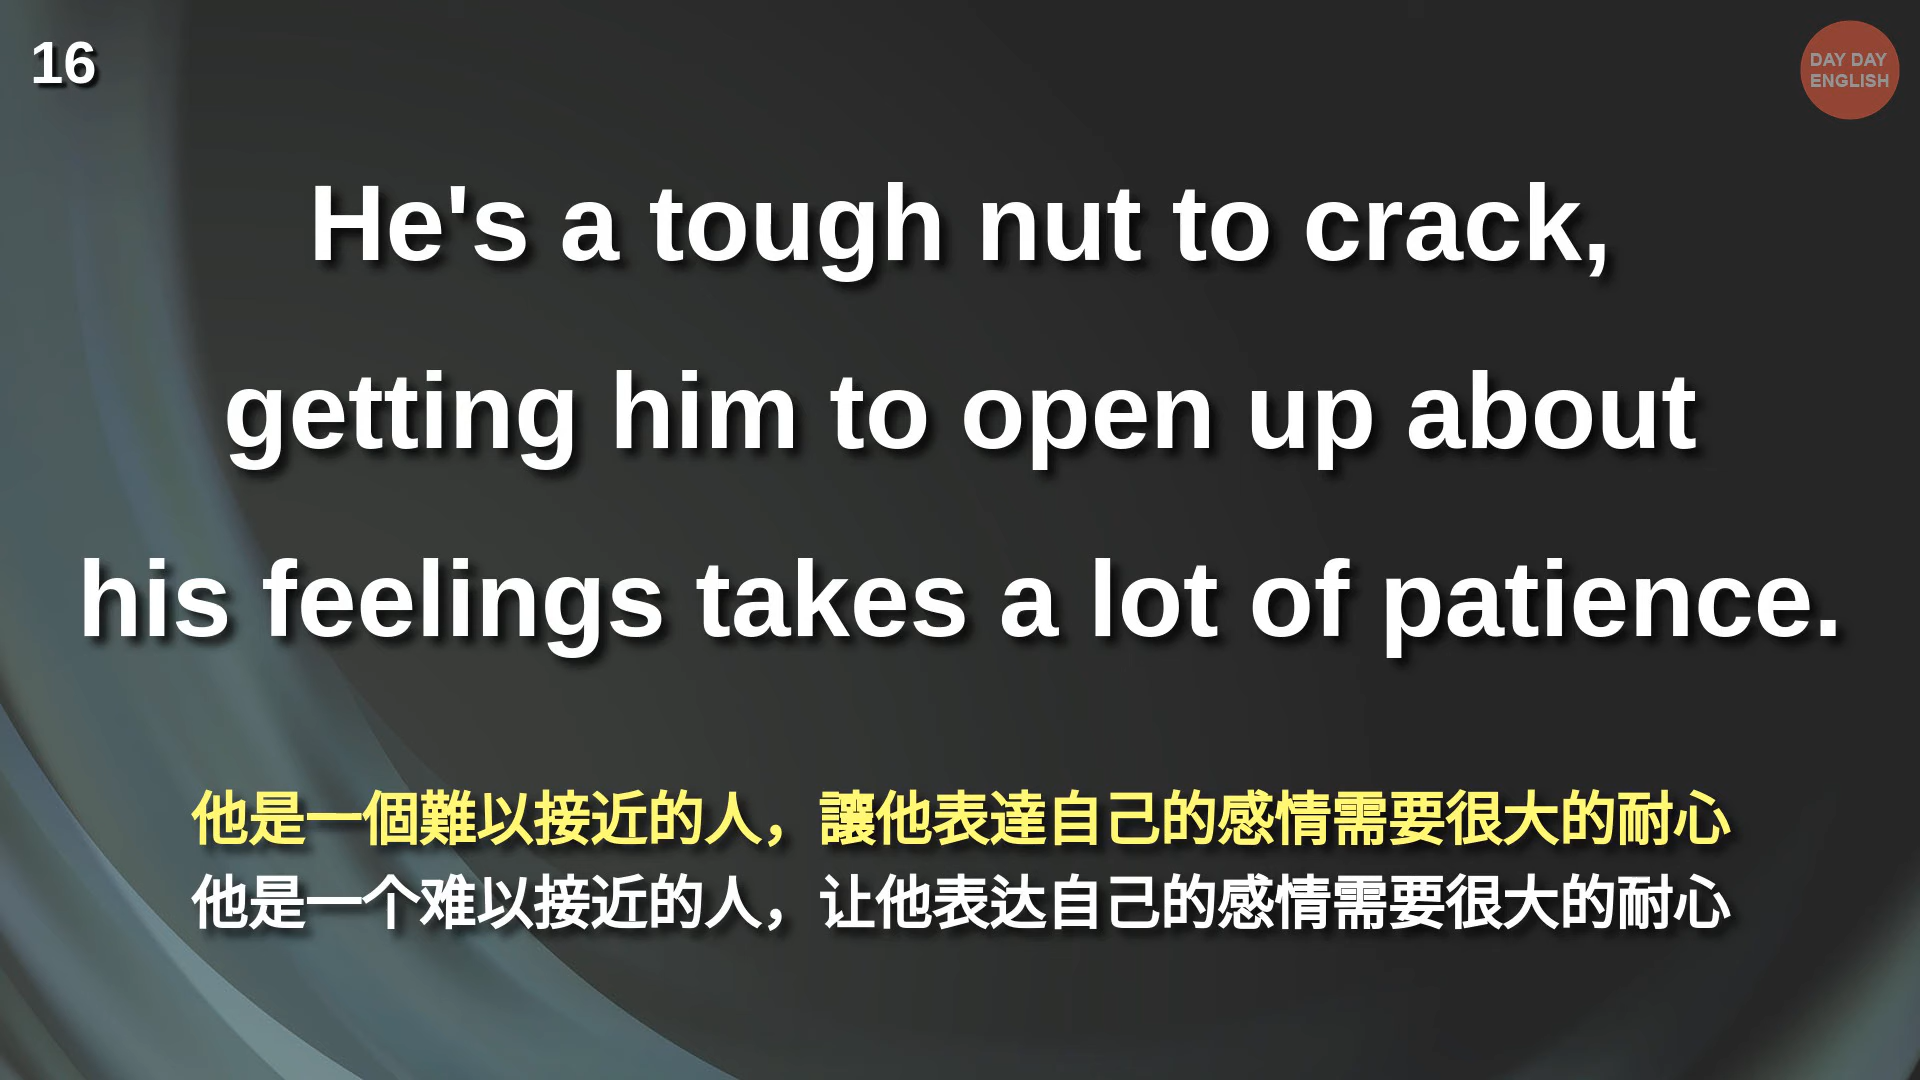 16
DAY DAY
ENGLISH
He's a tough nut to crack,
getting him to open up about
his feelings takes a lot of patience.
他是一個難以接近的人，讓他表達自己的感情需要很大的耐心
他是一个难以接近的人，让他表达自己的感情需要很大的耐心